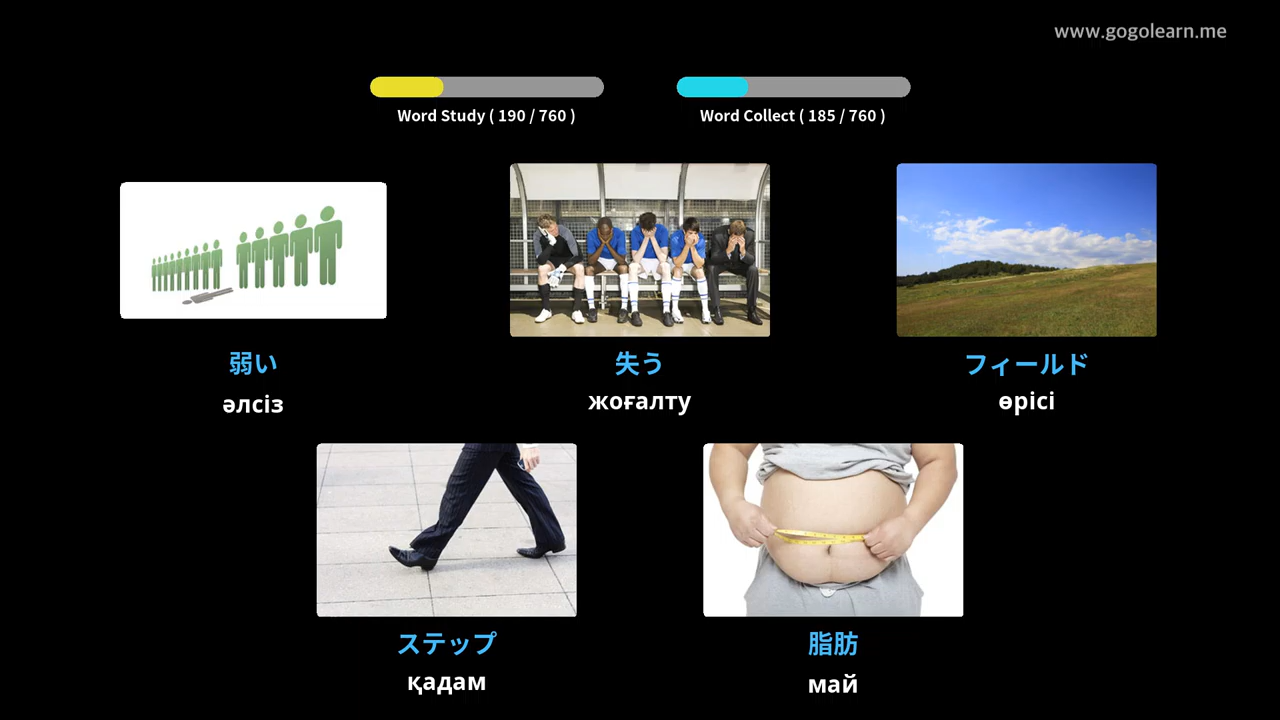 www.gogolearn.me
Word Study ( 190 / 760 )
Word Collect ( 185 / 760 )
弱い
әлсіз
失う
жоғалту
フィールド
өрісі
ステップ
қадам
脂肪
май